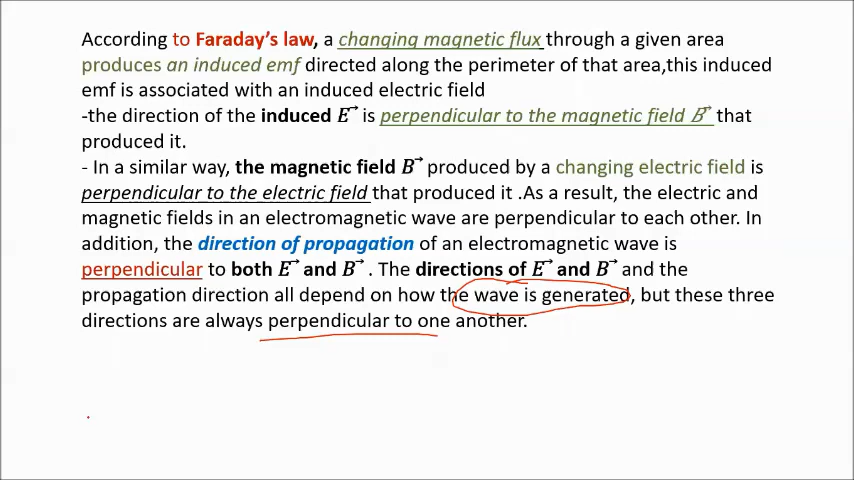 According to Faraday's law, a changing magnetic flux through a given area
produces an induced emf directed along the perimeter of that area,this induced
emf is associated with an induced electric field
-the direction of the induced E⃗ is perpendicular to the magnetic field B⃗ that
produced it.
- In a similar way, the magnetic field B⃗ produced by a changing electric field is
perpendicular to the electric field that produced it .As a result, the electric and
magnetic fields in an electromagnetic wave are perpendicular to each other. In
addition, the direction of propagation of an electromagnetic wave is
perpendicular to both E⃗ and B⃗ . The directions of E⃗ and B⃗ and the
propagation direction all depend on how the wave is generated, but these three
directions are always perpendicular to one another.